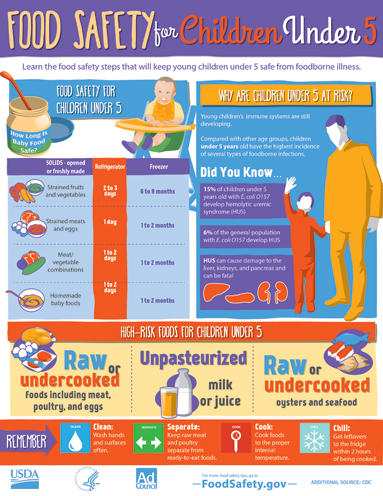 FOOD SAFETY for Children Under 5
Learn the food safety steps that will keep young children under 5 safe from foodborne illness.
FOOD SAFETY FOR
CHILDREN UNDER 5
How Long Is
Baby Food
Safe?
SOLIDS - opened
or freshly made
Refrigerator
Freezer
Strained fruits
and vegetables
2 to 3
days
6 to 8 months
Strained meats
and eggs
1 day
1 to 2 months
Meat/
vegetable
combinations
1 to 2
days
1 to 2 months
Homemade
baby foods
1 to 2
days
1 to 2 months
WHY ARE CHILDREN UNDER 5 AT RISK?
Young children's immune systems are still
developing.
Compared with other age groups, children
under 5 years old have the highest incidence
of several types of foodborne infections.
Did You Know...
15% of children under 5
years old with E. coli O157
develop hemolytic uremic
syndrome (HUS)
6% of the general population
with E. coli O157 develop HUS
HUS can cause damage to the
liver, kidneys, and pancreas and
can be fatal
HIGH-RISK FOODS FOR CHILDREN UNDER 5
Raw or
undercooked
foods including meat,
poultry, and eggs
Unpasteurized
milk
or juice
Raw or
undercooked
oysters and seafood
REMEMBER
CLEAN
Clean:
Wash hands
and surfaces
often.
SEPARATE
Separate:
Keep raw meat
and poultry
separate from
ready-to-eat foods.
COOK
Cook:
Cook foods
to the proper
internal
temperature.
CHILL
Chill:
Get leftovers
to the fridge
within 2 hours
of being cooked.
USDA
Ad
Council
For more food safety tips, go to
FoodSafety.gov
ADDITIONAL SOURCE: CDC